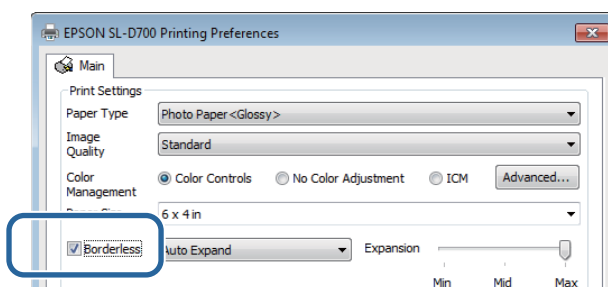 EPSON SL-D700 Printing Preferences
Main
Print Settings
Paper Type Photo Paper<Glossy>
Image Quality Standard
Color Management Color Controls No Color Adjustment ICM Advanced...
6 x 4 in
Borderless Auto Expand Expansion
Min Mid Max